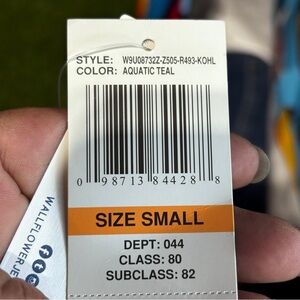 STYLE: W9U08732Z-Z505-R493-KOHL
COLOR: AQUATIC TEAL
0 98713 84428 8
SIZE SMALL
DEPT: 044
CLASS: 80
SUBCLASS: 82
WALLFLOWERJE